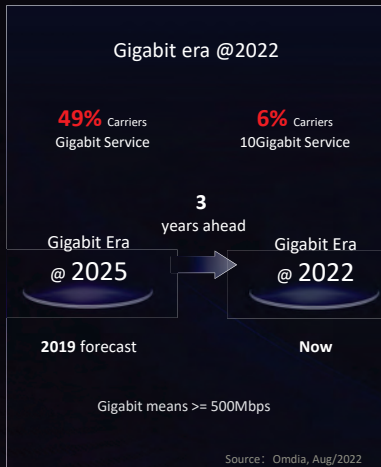 Gigabit era @2022
49% Carriers
Gigabit Service
6% Carriers
10Gigabit Service
3
years ahead
Gigabit Era
@ 2025
Gigabit Era
@ 2022
2019 forecast
Now
Gigabit means >= 500Mbps
Source： Omdia, Aug/2022